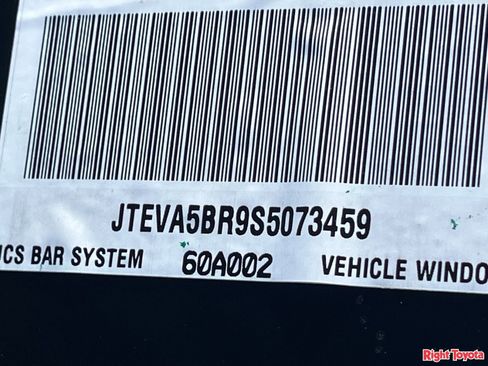 JTEVA5BR9S5073459
ICS BAR SYSTEM 60A002 VEHICLE WINDO
Right Toyota